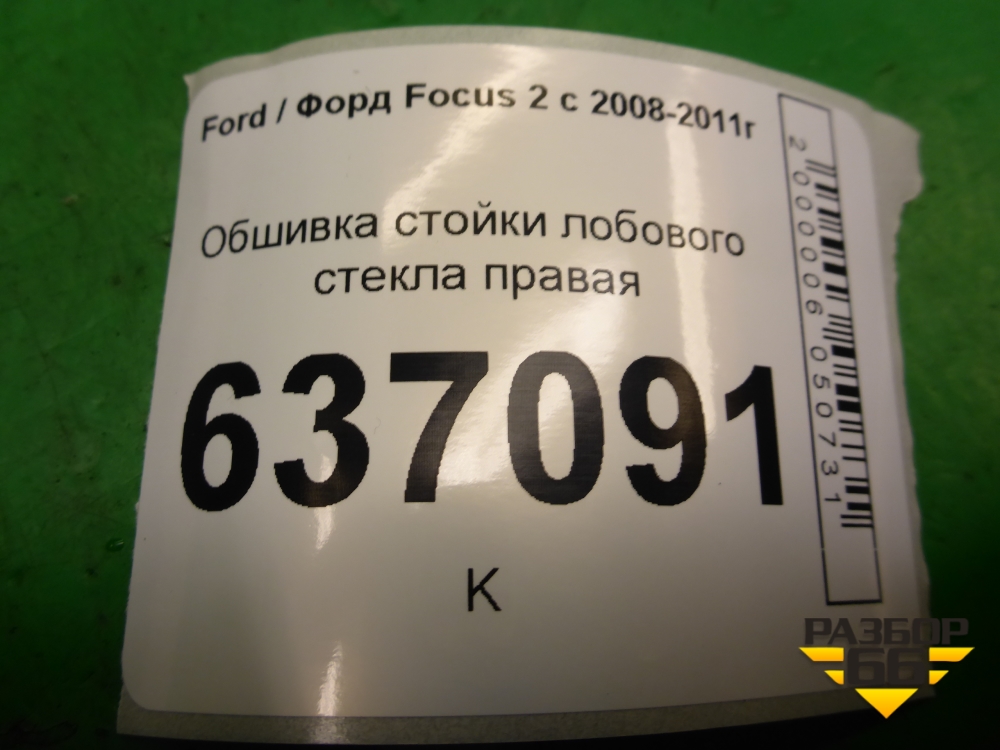 Ford / Форд Focus 2 с 2008-2011г
Обшивка стойки лобового
стекла правая
637091
К
2000006050731
РАЗБОР
66